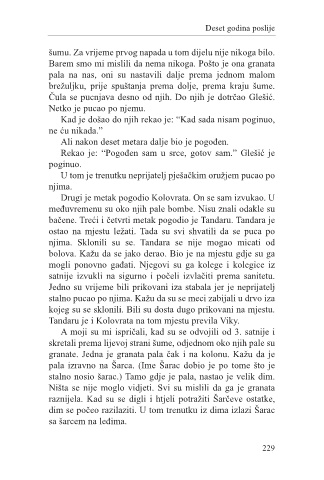 Deset godina poslije
šumu. Za vrijeme prvog napada u tom dijelu nije nikoga bilo.
Barem smo mi mislili da nema nikoga. Pošto je ona granata
pala na nas, oni su nastavili dalje prema jednom malom
brežuljku, prije spuštanja prema dolje, prema kraju šume.
Čula se pucnjava desno od njih. Do njih je dotrčao Glešić.
Netko je pucao po njemu.
Kad je došao do njih rekao je: “Kad sada nisam poginuo,
ne ću nikada.”
Ali nakon deset metara dalje bio je pogođen.
Rekao je: “Pogođen sam u srce, gotov sam.” Glešić je
poginuo.
U tom je trenutku neprijatelj pješačkim oružjem pucao po
njima.
Drugi je metak pogodio Kolovrata. On se sam izvukao. U
međuvremenu su oko njih pale bombe. Nisu znali odakle su
bačene. Treći i četvrti metak pogodio je Tandaru. Tandara je
ostao na mjestu ležati. Tada su svi shvatili da se puca po
njima. Sklonili su se. Tandara se nije mogao micati od
bolova. Kažu da se jako derao. Bio je na mjestu gdje su ga
mogli ponovno gađati. Njegovi su ga kolege i kolegice iz
satnije izvukli na sigurno i počeli izvlačiti prema sanitetu.
Jedno su vrijeme bili prikovani iza stabala jer je neprijatelj
stalno pucao po njima. Kažu da su se meci zabijali u drvo iza
kojeg su se sklonili. Bili su dosta dugo prikovani na mjestu.
Tandaru je i Kolovrata na tom mjestu previla Viky.
A moji su mi ispričali, kad su se odvojili od 3. satnije i
skretali prema lijevoj strani šume, odjednom oko njih pale su
granate. Jedna je granata pala čak i na kolonu. Kažu da je
pala izravno na Šarca. (Ime Šarac dobio je po tome što je
stalno nosio šarac.) Tamo gdje je pala, nastao je velik dim.
Ništa se nije moglo vidjeti. Svi su mislili da ga je granata
raznijela. Kad su se digli i htjeli potražiti Šarčeve ostatke,
dim se počeo razilaziti. U tom trenutku iz dima izlazi Šarac
sa šarcem na leđima.
229